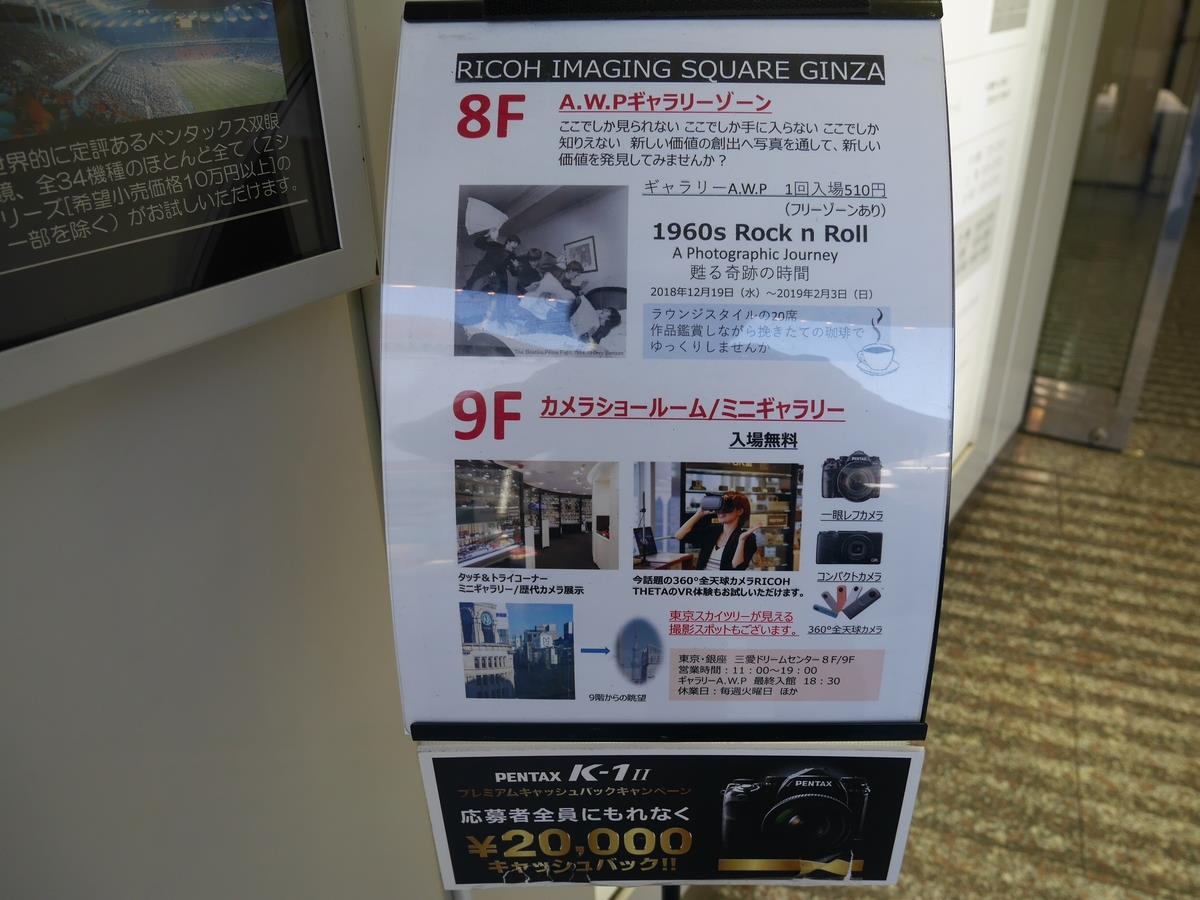 世界的に定評あるペンタックス双眼
鏡、全34機種のほとんど全て(Zシ
リーズ[希望小売価格10万円以上]の
一部を除く)がお試しいただけます。
RICOH IMAGING SQUARE GINZA
8F
A.W.Pギャラリーゾーン
ここでしか見られない ここでしか手に入らない ここでしか
知りえない 新しい価値の創出へ写真を通して、新しい
価値を発見してみませんか?
ギャラリーA.W.P 1回入場510円
(フリーゾーンあり)
1960s Rock n Roll
A Photographic Journey
甦る奇跡の時間
2018年12月19日(水)~2019年2月3日(日)
ラウンジスタイルの20席
作品鑑賞しながら挽きたての珈琲で
ゆっくりしませんか
The Beatles Pillow Fight 1964
9F
カメラショールーム/ミニギャラリー
入場無料
PENTAX
一眼レフカメラ
コンパクトカメラ
360°全天球カメラ
タッチ&トライコーナー
ミニギャラリー/歴代カメラ展示
今話題の360°全天球カメラRICOH
THETAのVR体験もお試しいただけます。
東京スカイツリーが見える
撮影スポットもございます。
9階からの眺望
東京・銀座 三愛ドリームセンター8F/9F
営業時間:11:00~19:00
ギャラリーA.W.P 最終入館 18:30
休業日:毎週火曜日 ほか
PENTAX K-1 II
プレミアムキャッシュバックキャンペーン
応募者全員にもれなく
¥20,000
キャッシュバック!!
PENTAX